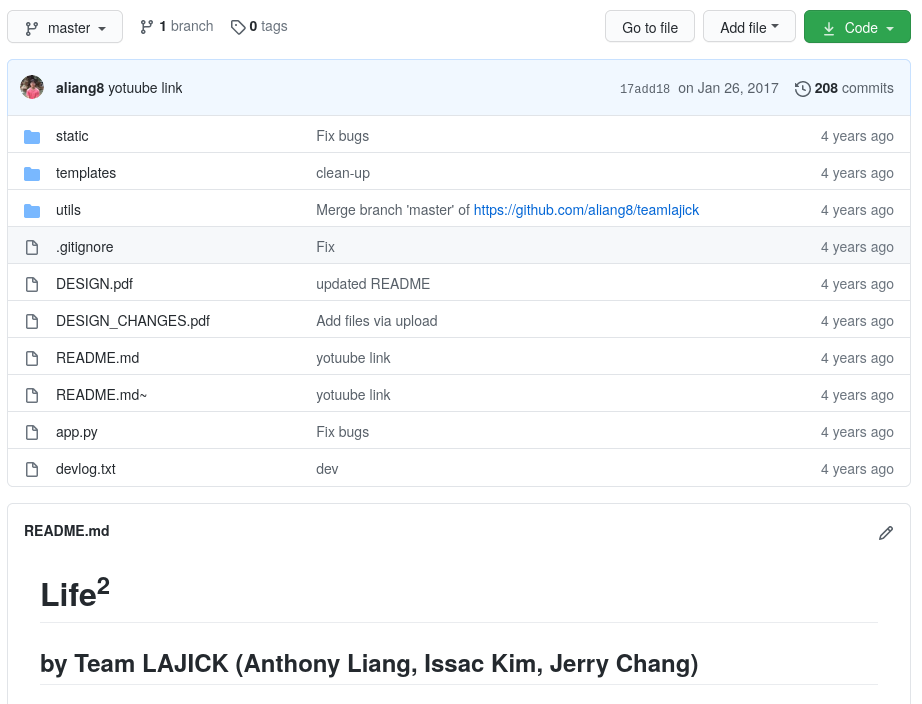 master 1 branch 0 tags Go to file Add file Code
aliang8 yotuube link 17add18 on Jan 26, 2017 208 commits
static Fix bugs 4 years ago
templates clean-up 4 years ago
utils Merge branch 'master' of https://github.com/aliang8/teamlajick 4 years ago
.gitignore Fix 4 years ago
DESIGN.pdf updated README 4 years ago
DESIGN_CHANGES.pdf Add files via upload 4 years ago
README.md yotuube link 4 years ago
README.md~ yotuube link 4 years ago
app.py Fix bugs 4 years ago
devlog.txt dev 4 years ago
README.md
Life²
by Team LAJICK (Anthony Liang, Issac Kim, Jerry Chang)